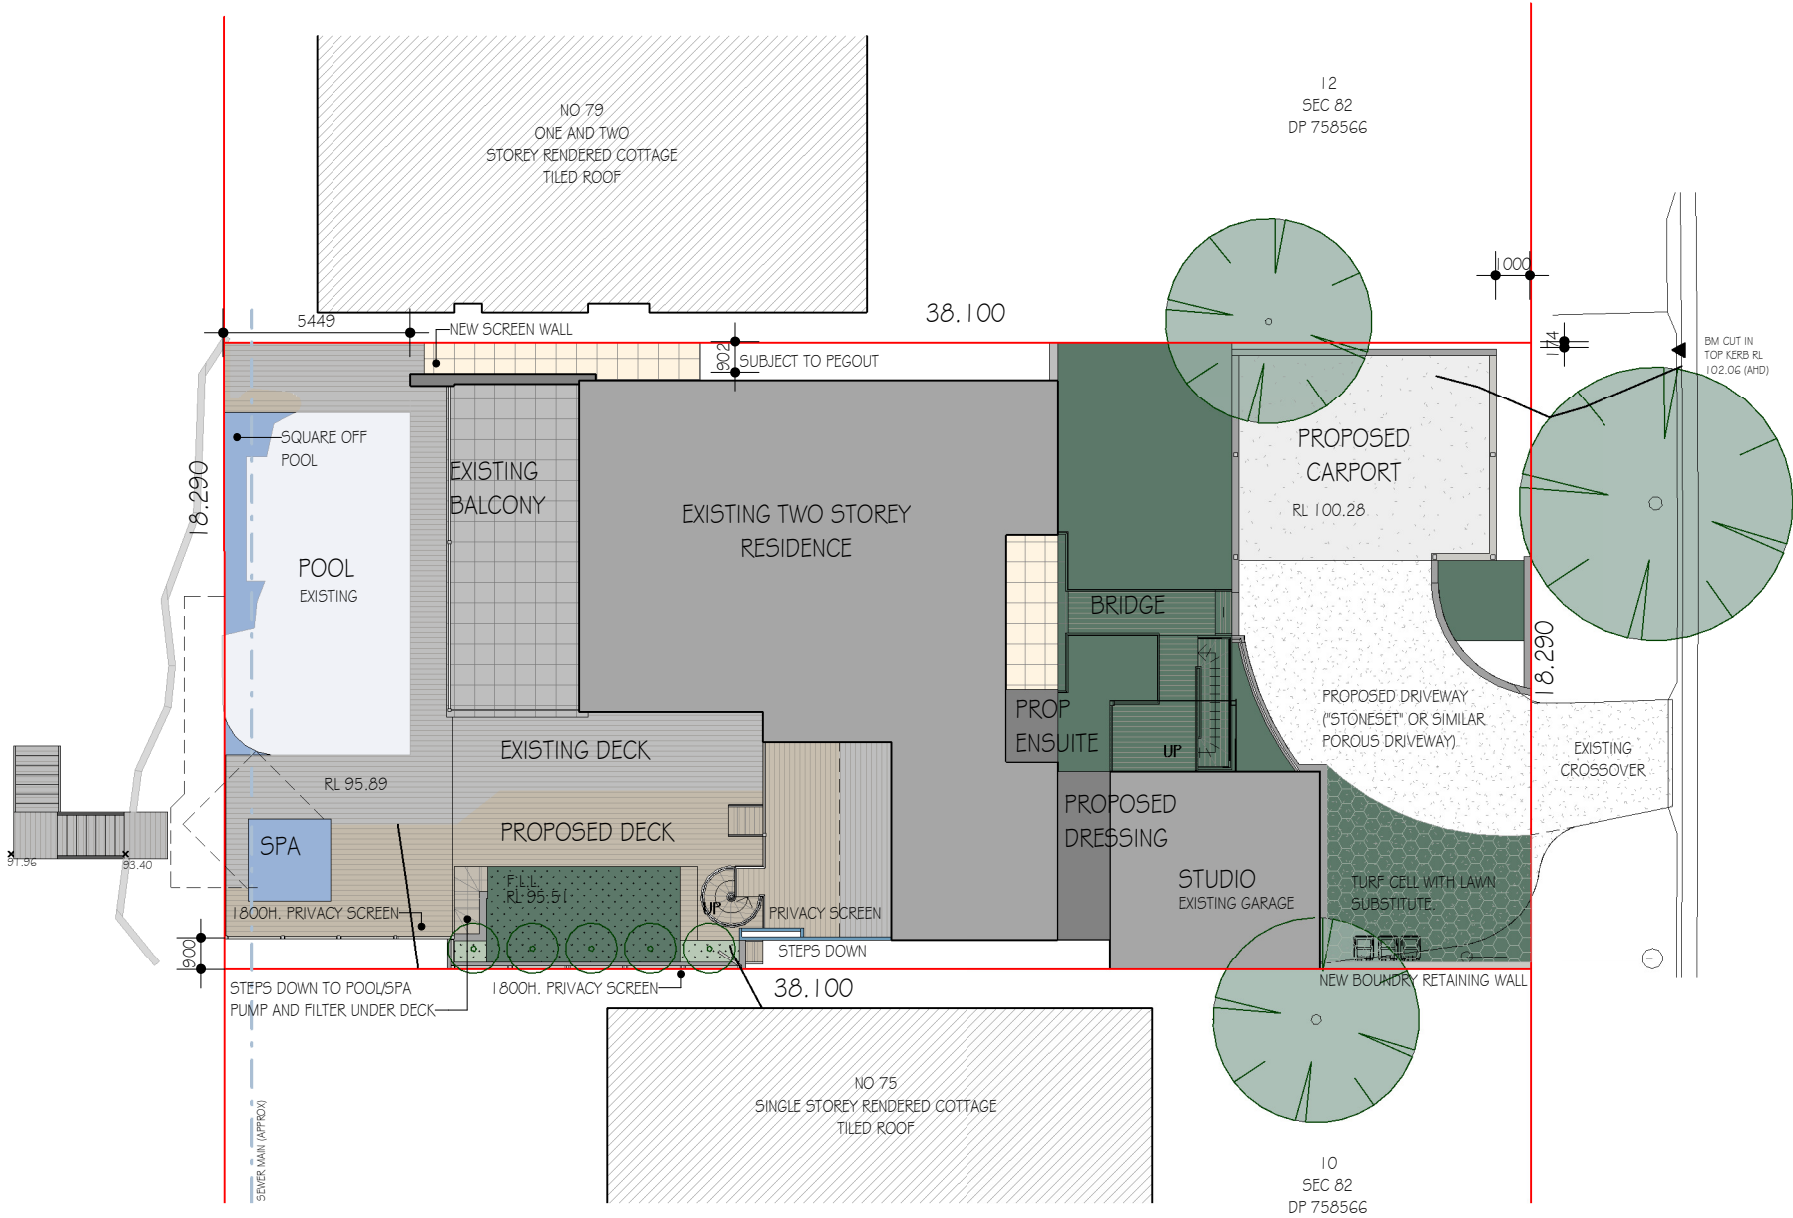 12
SEC 82
DP 758566
NO 79
ONE AND TWO
STOREY RENDERED COTTAGE
TILED ROOF
1000
38.100
5449
NEW SCREEN WALL
902
SUBJECT TO PEGOUT
174
BM CUT IN
TOP KERB RL
102.06 (AHD)
SQUARE OFF
POOL
18.290
EXISTING
BALCONY
EXISTING TWO STOREY
RESIDENCE
PROPOSED
CARPORT
RL 100.28
POOL
EXISTING
BRIDGE
18.290
PROP
ENSUITE
UP
PROPOSED DRIVEWAY
("STONESET" OR SIMILAR
POROUS DRIVEWAY)
EXISTING
CROSSOVER
EXISTING DECK
RL 95.89
PROPOSED DECK
PROPOSED
DRESSING
SPA
91.96
93.40
F.L.L.
RL 95.51
UP
STUDIO
EXISTING GARAGE
TURF CELL WITH LAWN
SUBSTITUTE
1800H. PRIVACY SCREEN
PRIVACY SCREEN
900
STEPS DOWN
STEPS DOWN TO POOL/SPA
PUMP AND FILTER UNDER DECK
1800H. PRIVACY SCREEN
38.100
NEW BOUNDRY RETAINING WALL
NO 75
SINGLE STOREY RENDERED COTTAGE
TILED ROOF
SEWER MAIN (APPROX)
10
SEC 82
DP 758566